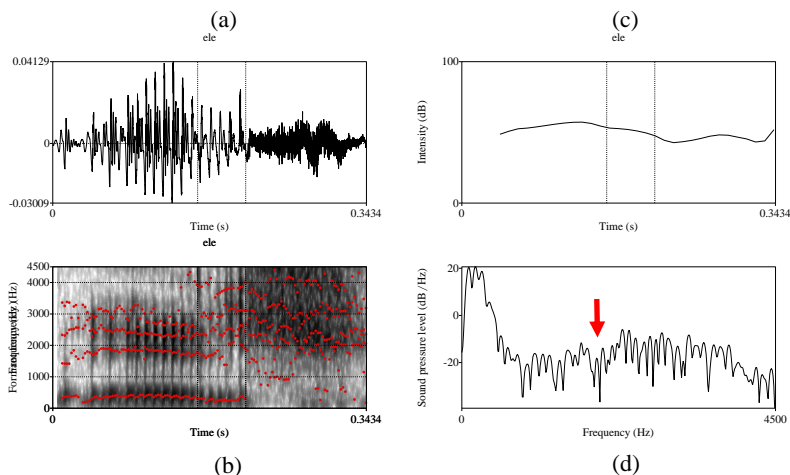 (a)
ele
0.04129
0
-0.03009
0
0.3434
Time (s)
(c)
ele
100
Intensity (dB)
0
0
0.3434
Time (s)
ele
4500
4000
3000
2000
1000
0
0
0.3434
Time (s)
(b)
20
0
-20
Sound pressure level (dB /Hz)
0
4500
Frequency (Hz)
(d)